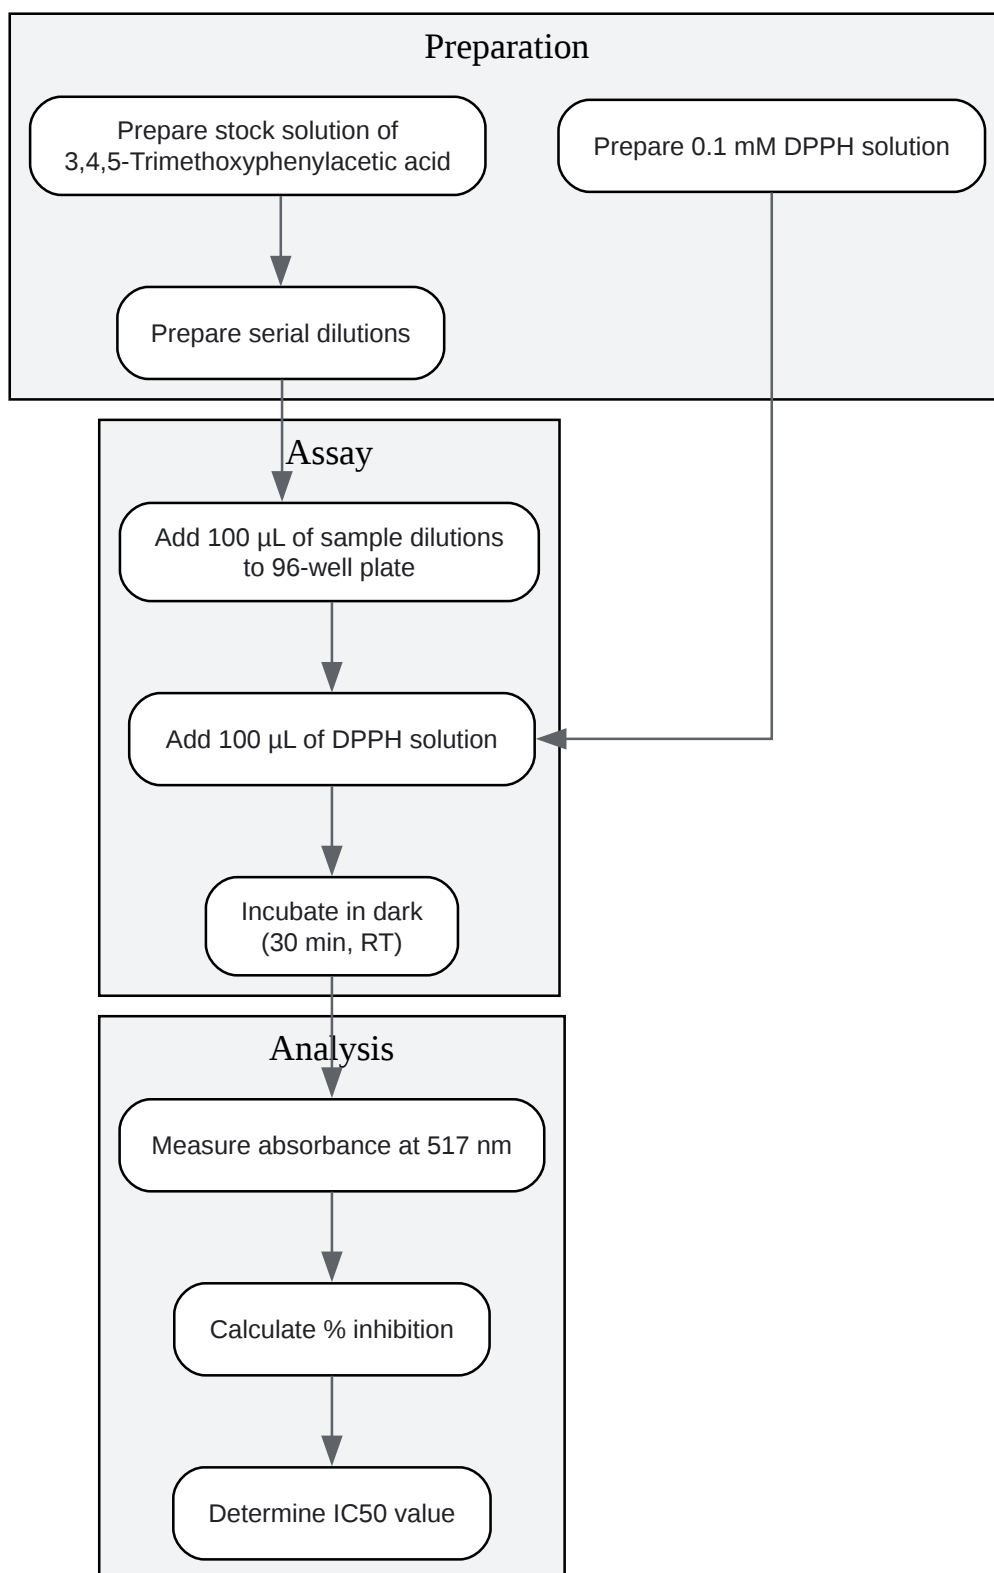 Preparation
Prepare stock solution of
3,4,5-Trimethoxyphenylacetic acid
Prepare 0.1 mM DPPH solution
Prepare serial dilutions
Assay
Add 100 µL of sample dilutions
to 96-well plate
Add 100 µL of DPPH solution
Incubate in dark
(30 min, RT)
Analysis
Measure absorbance at 517 nm
Calculate % inhibition
Determine IC50 value